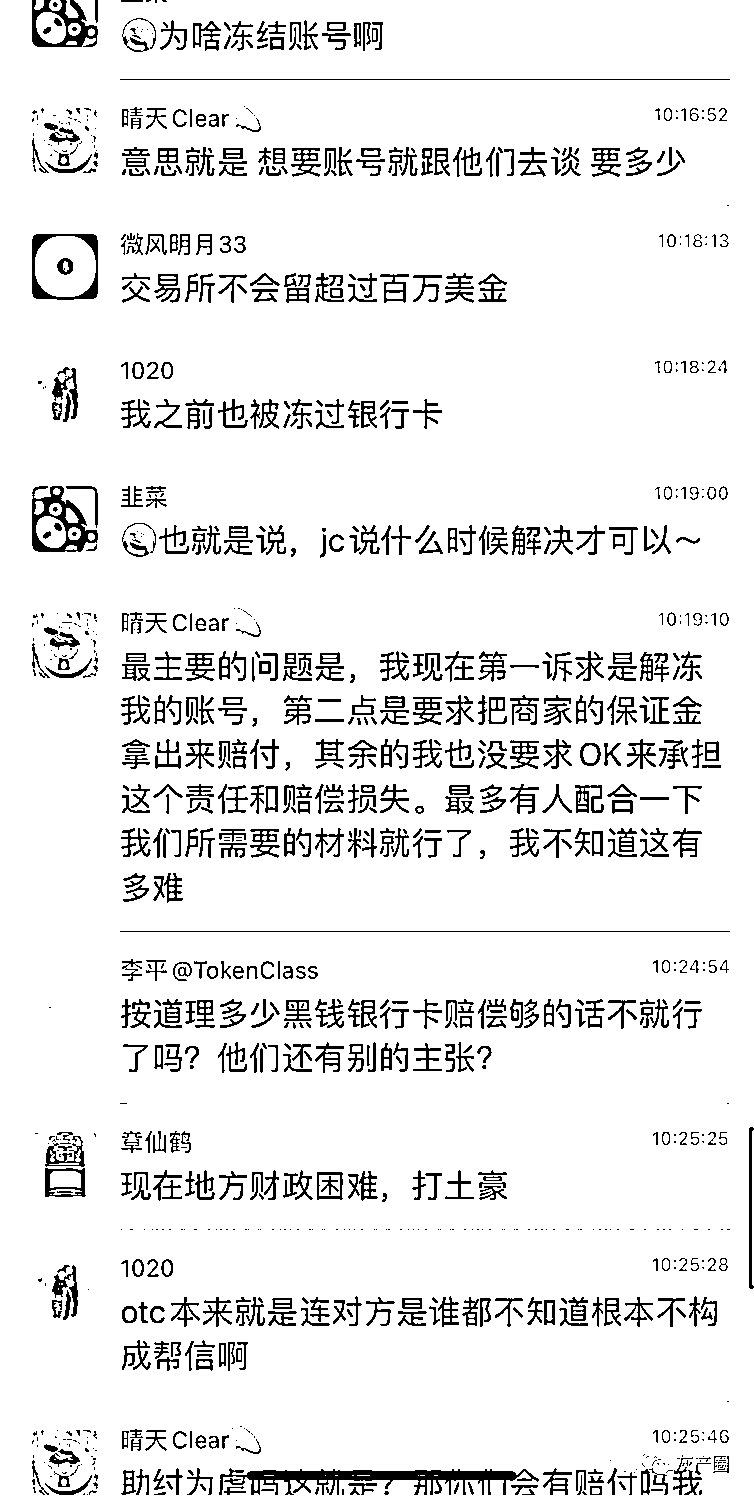 为啥冻结账号啊
晴天Clear 10:16:52
意思就是 想要账号就跟他们去谈 要多少
微风明月33 10:18:13
交易所不会留超过百万美金
1020 10:18:24
我之前也被冻过银行卡
韭菜 10:19:00
也就是说，jc说什么时候解决才可以～
晴天Clear 10:19:10
最主要的问题是，我现在第一诉求是解冻
我的账号，第二点是要求把商家的保证金
拿出来赔付，其余的我也没要求OK来承担
这个责任和赔偿损失。最多有人配合一下
我们所需要的材料就行了，我不知道这有
多难
李平@TokenClass 10:24:54
按道理多少黑钱银行卡赔偿够的话不就行
了吗？他们还有别的主张？
章仙鹤 10:25:25
现在地方财政困难，打土豪
1020 10:25:28
otc本来就是连对方是谁都不知道根本不构
成帮信啊
晴天Clear 10:25:46
灰产圈
助纣为虐吗这就是？那你们会有赔付吗我